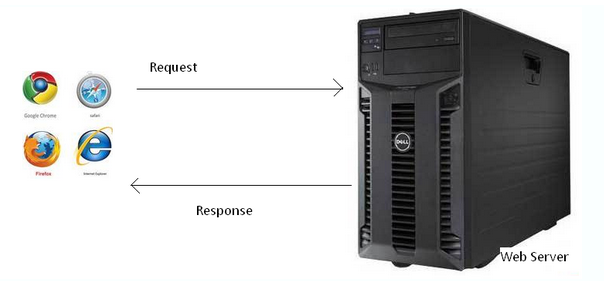 Request
Google Chrome
safari
Firefox
Internet Explorer
DELL
Response
Web Server